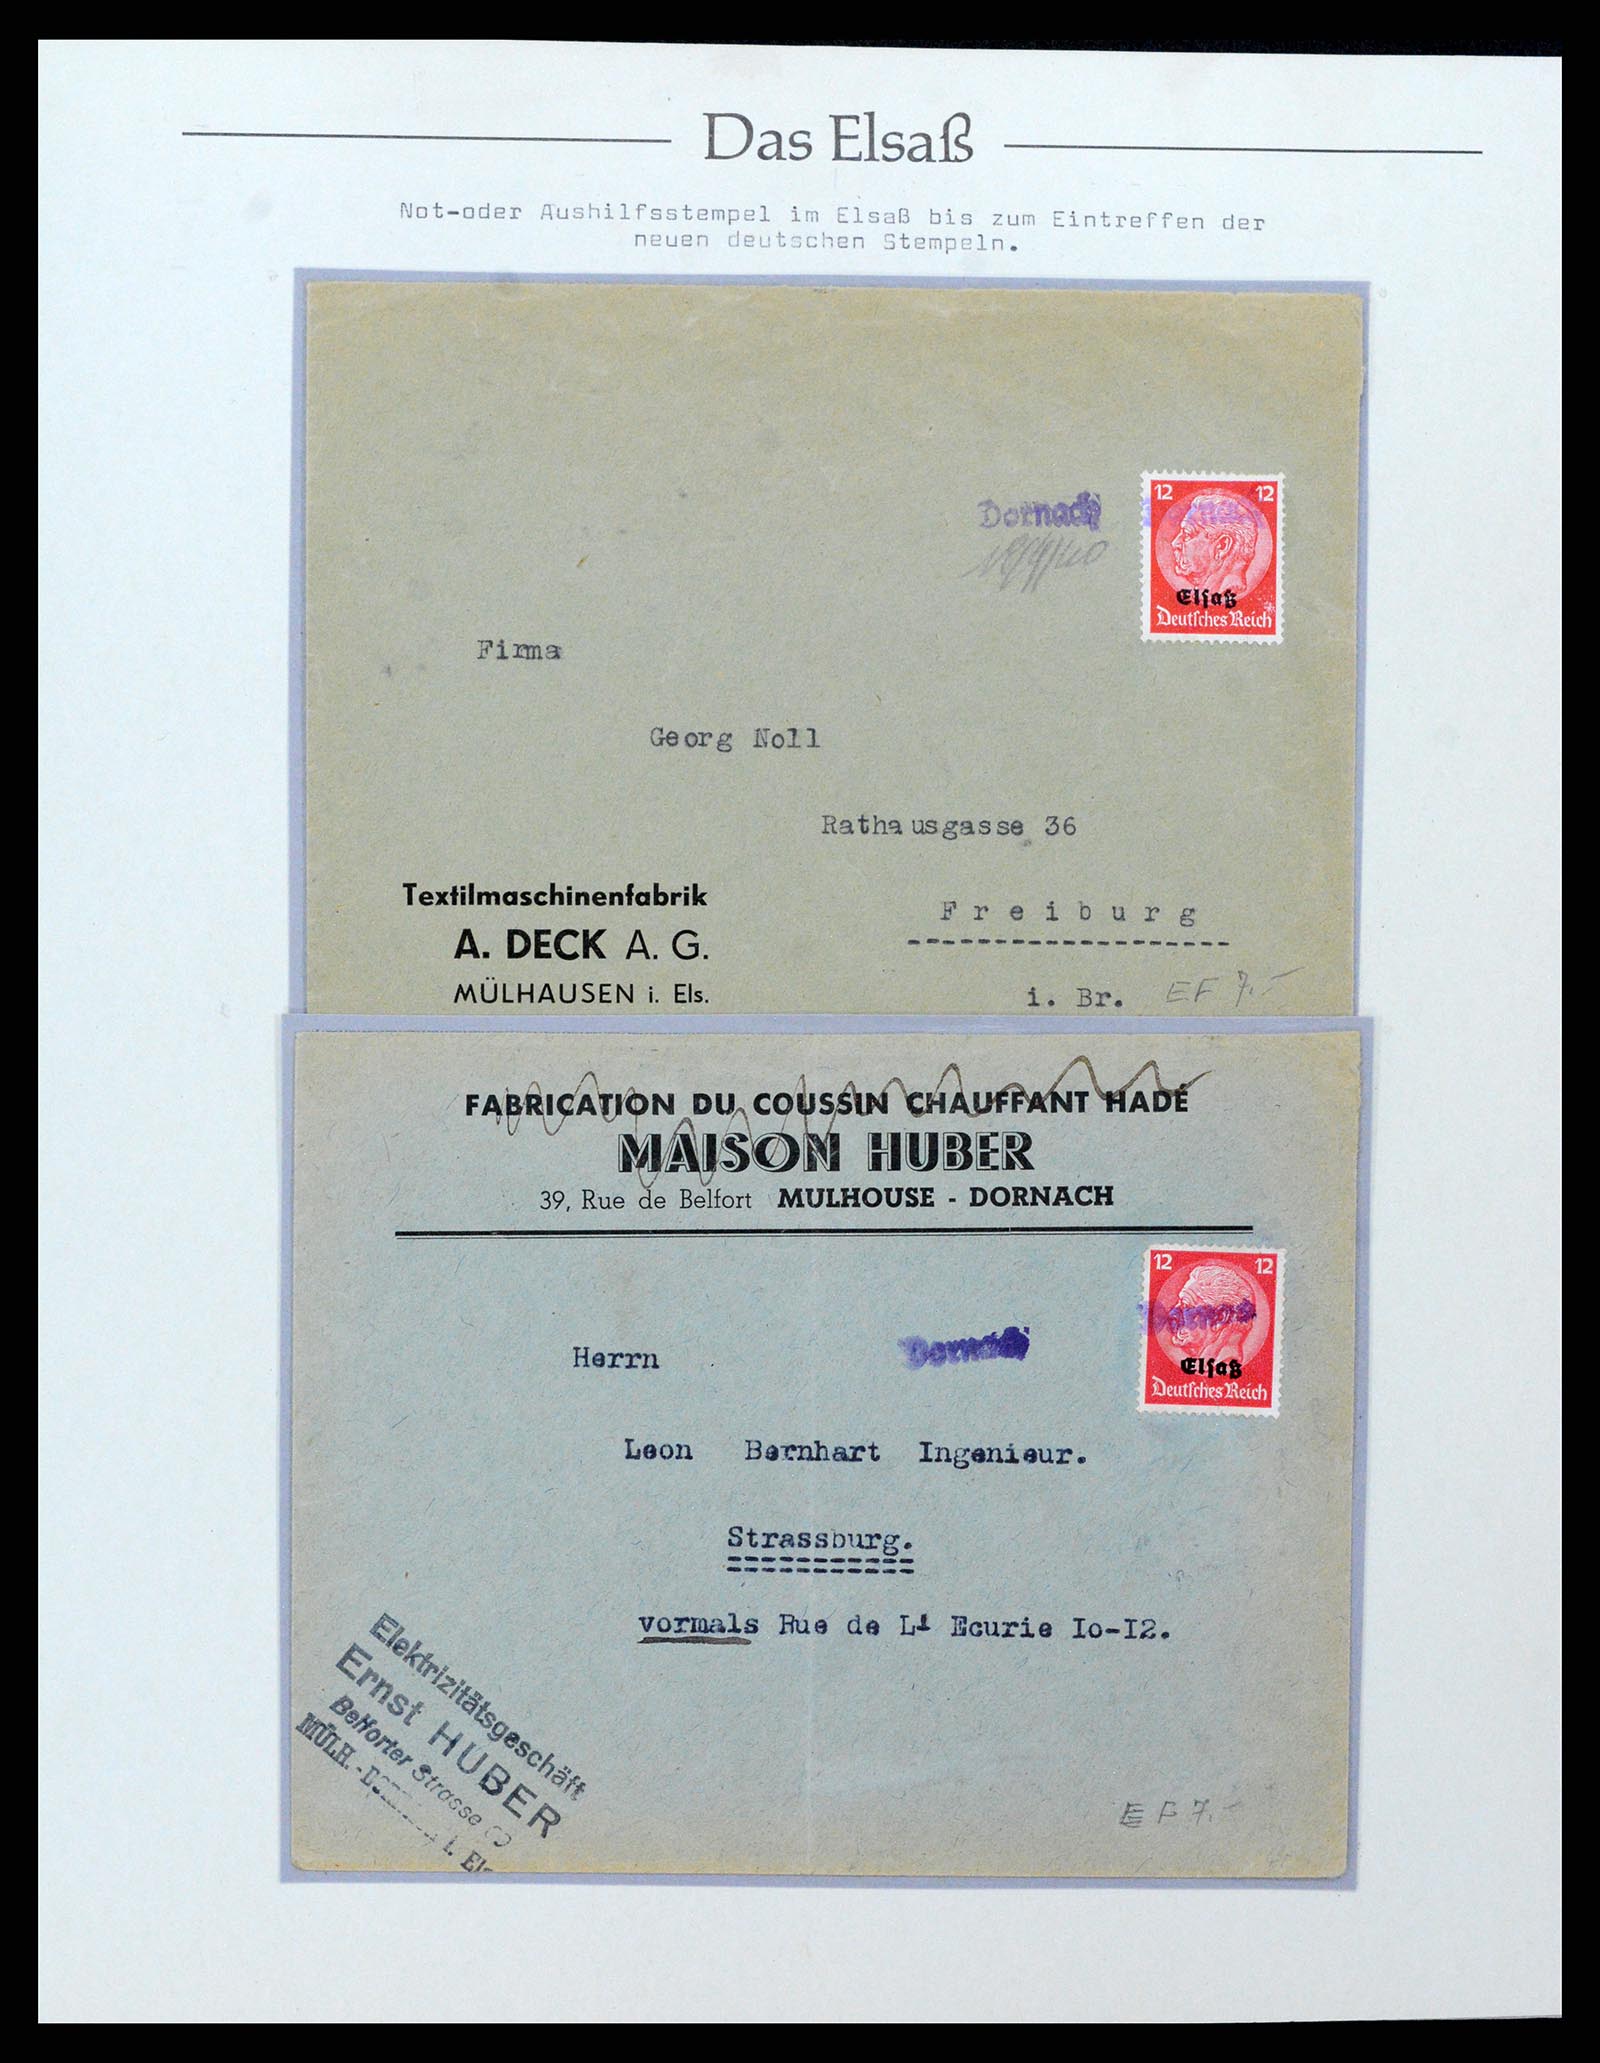 Das Elsaß
Not-oder Aushilfsstempel im Elsaß bis zum Eintreffen der
neuen deutschen Stempeln.
Dornach
12 12
Elsaß
Deutsches Reich
Firma
Georg Noll
Rathausgasse 36
Textilmaschinenfabrik
A. DECK A. G.
MÜLHAUSEN i. Els.
Freiburg
i. Br.
EF 7.-
FABRICATION DU COUSSIN CHAUFFANT HADÉ
MAISON HUBER
39, Rue de Belfort MULHOUSE - DORNACH
12 12
Elsaß
Deutsches Reich
Dornach
Herrn
Leon Bernhart Ingenieur.
Strassburg.
vormals Rue de L' Ecurie Io-I2.
Elektrizitätsgeschäft
Ernst HUBER
Belforter Strasse
MÜLH.
EF 7.-